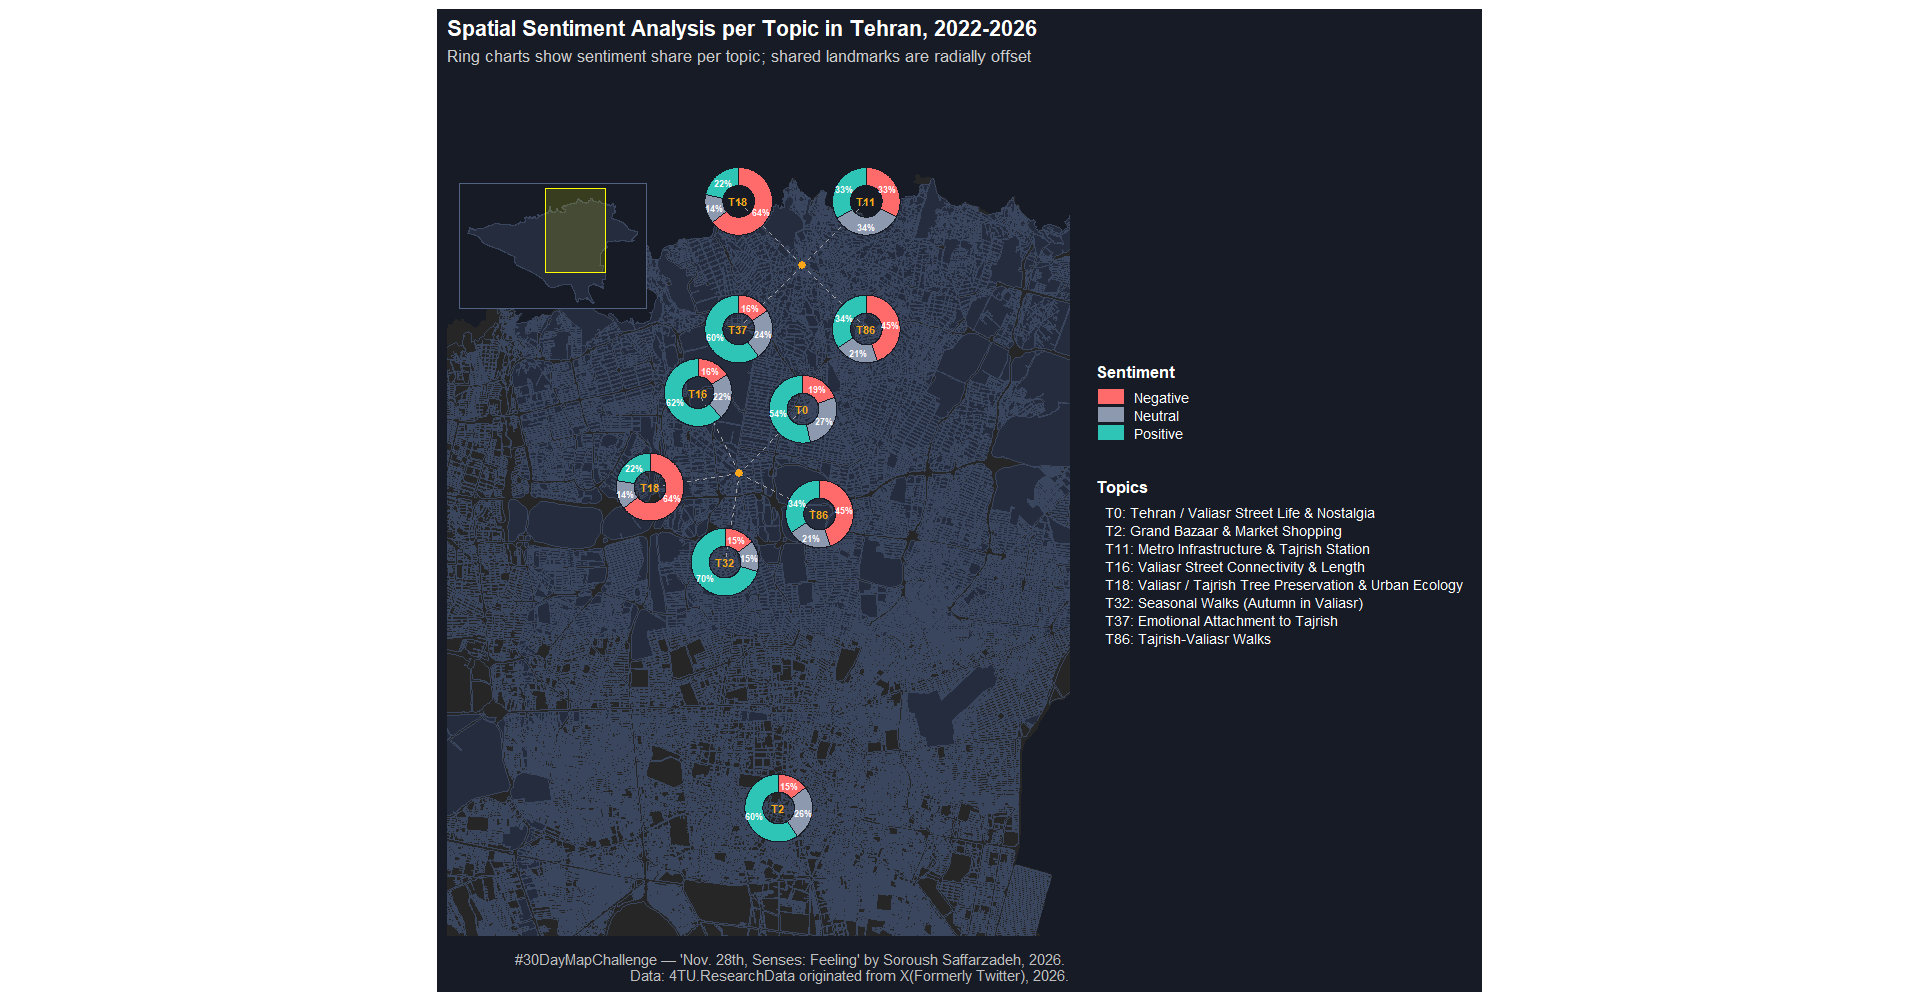 Spatial Sentiment Analysis per Topic in Tehran, 2022-2026
Ring charts show sentiment share per topic; shared landmarks are radially offset
22%
14%
T18
64%
33%
33%
T11
34%
16%
T37
24%
60%
34%
T86
45%
21%
16%
T16
22%
62%
19%
54%
T0
27%
22%
14%
T18
64%
34%
T86
45%
21%
15%
T32
15%
70%
15%
T2
26%
60%
Sentiment
Negative
Neutral
Positive
Topics
T0: Tehran / Valiasr Street Life & Nostalgia
T2: Grand Bazaar & Market Shopping
T11: Metro Infrastructure & Tajrish Station
T16: Valiasr Street Connectivity & Length
T18: Valiasr / Tajrish Tree Preservation & Urban Ecology
T32: Seasonal Walks (Autumn in Valiasr)
T37: Emotional Attachment to Tajrish
T86: Tajrish-Valiasr Walks
#30DayMapChallenge — 'Nov. 28th, Senses: Feeling' by Soroush Saffarzadeh, 2026.
Data: 4TU.ResearchData originated from X(Formerly Twitter), 2026.